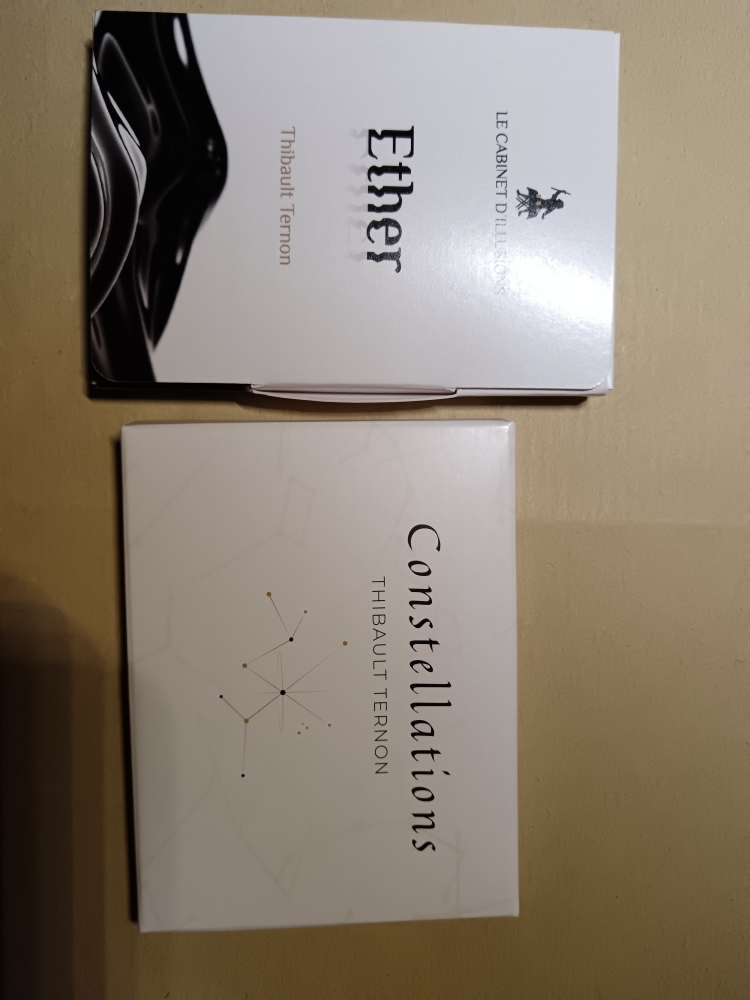 LE CABINET D'ILLUSIONS
Ether
Thibault Ternon
Constellations
THIBAULT TERNON